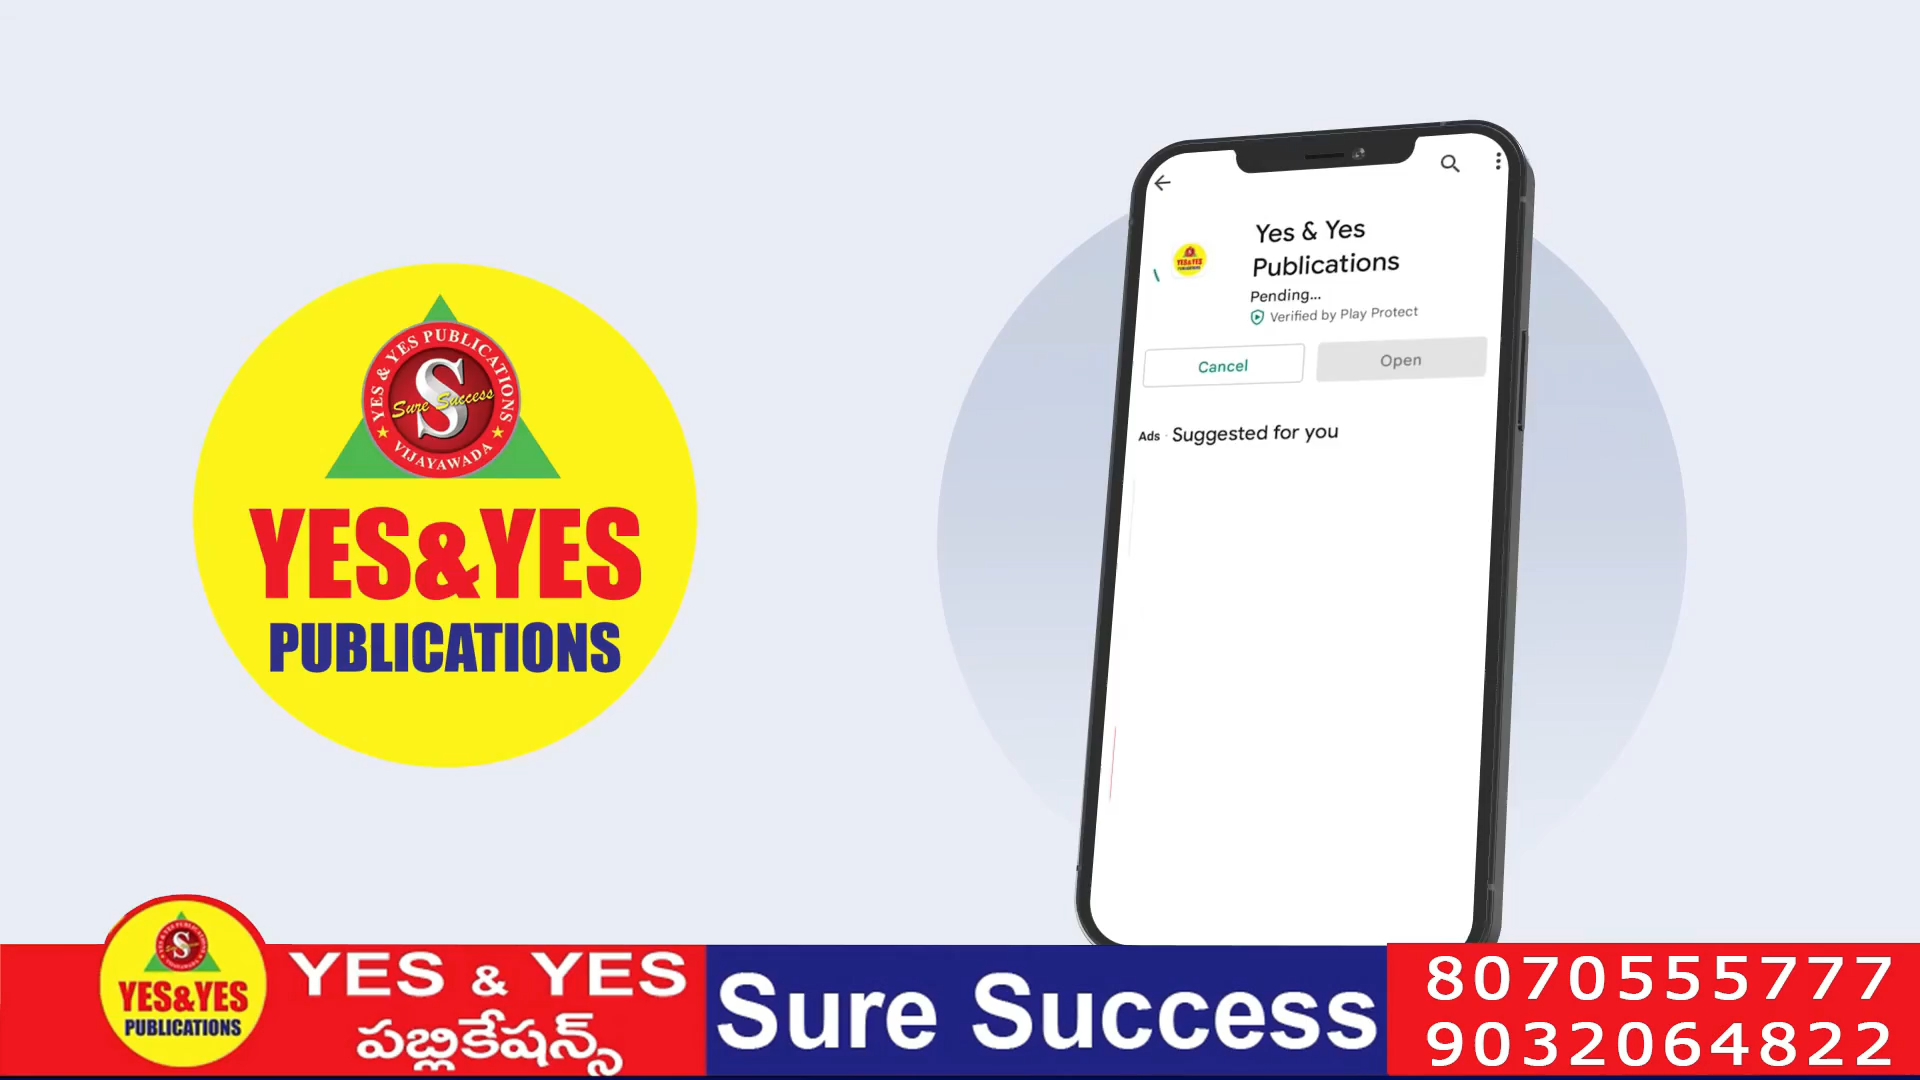 YES & YES PUBLICATIONS
S
Sure Success
VIJAYAWADA
YES&YES
PUBLICATIONS
Yes & Yes
Publications
Pending...
Verified by Play Protect
Cancel
Open
Ads · Suggested for you
YES&YES
PUBLICATIONS
YES & YES
పబ్లికేషన్స్
Sure Success
8070555777
9032064822